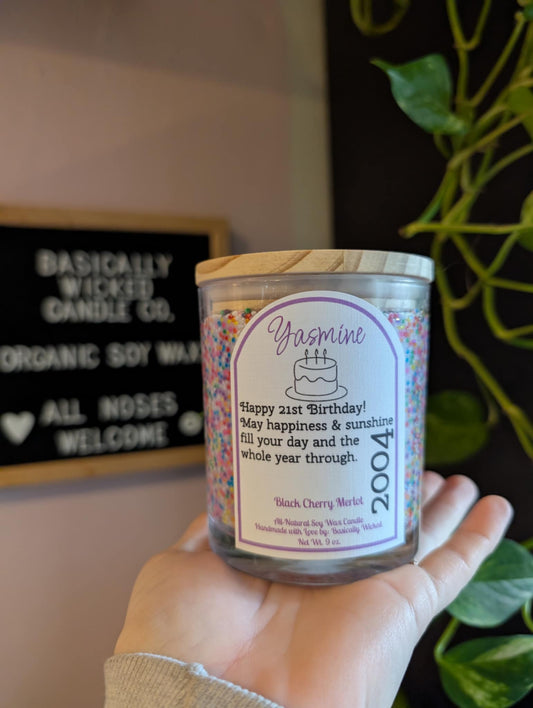 BASICALLY
WICKED
CANDLE CO.
ORGANIC SOY WAX
ALL NOSES
WELCOME
Yasmine
Happy 21st Birthday!
May happiness & sunshine
fill your day and the
whole year through.
2004
Black Cherry Merlot
All-Natural Soy Wax Candle
Handmade with Love by: Basically Wicked
Net Wt. 9 oz.